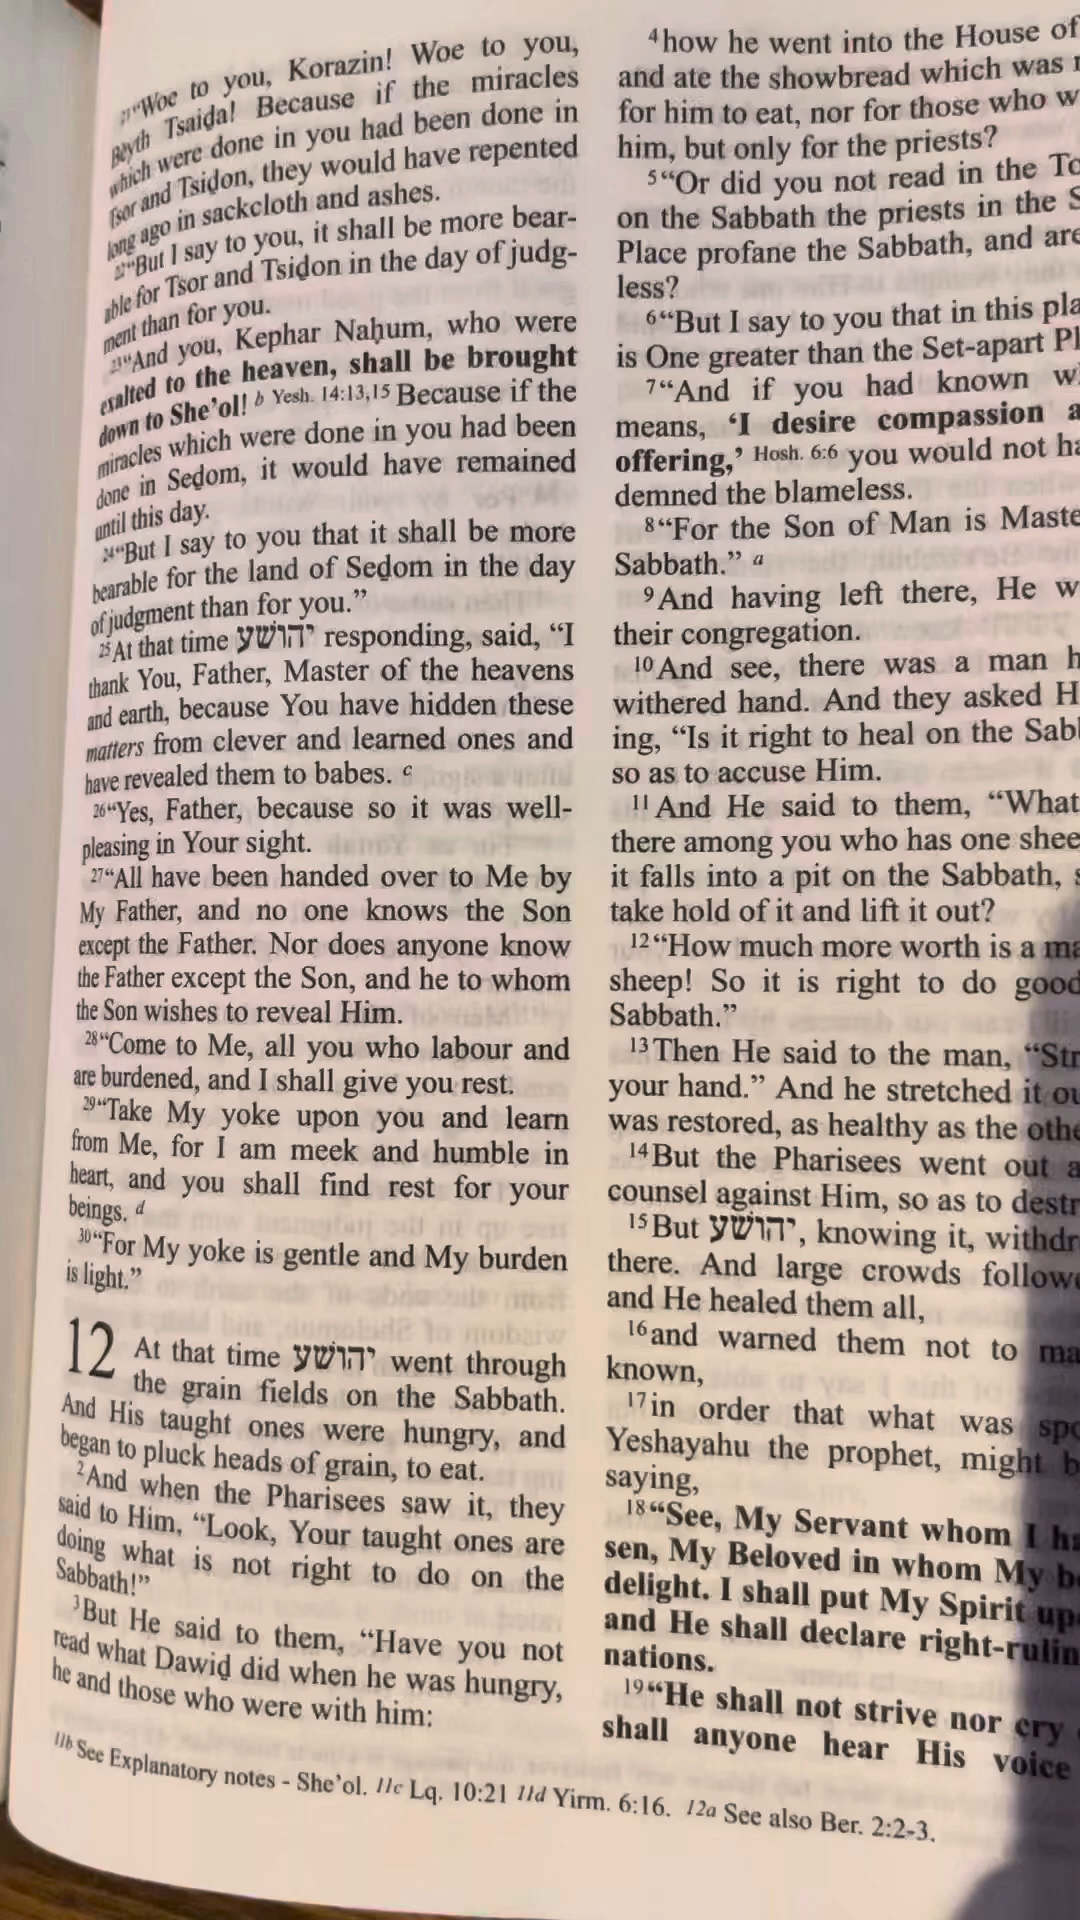 21“Woe to you, Korazin! Woe to you,
Bĕyth Tsaiḏa! Because if the miracles
which were done in you had been done in
Tsor and Tsiḏon, they would have repented
long ago in sackcloth and ashes.
22“But I say to you, it shall be more bear-
able for Tsor and Tsiḏon in the day of judg-
ment than for you.
23“And you, Kephar Naḥum, who were
exalted to the heaven, shall be brought
down to She’ol! b Yesh. 14:13,15 Because if the
miracles which were done in you had been
done in Seḏom, it would have remained
until this day.
24“But I say to you that it shall be more
bearable for the land of Seḏom in the day
of judgment than for you.”
25At that time יהושע responding, said, “I
thank You, Father, Master of the heavens
and earth, because You have hidden these
matters from clever and learned ones and
have revealed them to babes. c
26“Yes, Father, because so it was well-
pleasing in Your sight.
27“All have been handed over to Me by
My Father, and no one knows the Son
except the Father. Nor does anyone know
the Father except the Son, and he to whom
the Son wishes to reveal Him.
28“Come to Me, all you who labour and
are burdened, and I shall give you rest.
29“Take My yoke upon you and learn
from Me, for I am meek and humble in
heart, and you shall find rest for your
beings. d
30“For My yoke is gentle and My burden
is light.”
12 At that time יהושע went through
the grain fields on the Sabbath.
And His taught ones were hungry, and
began to pluck heads of grain, to eat.
2And when the Pharisees saw it, they
said to Him, “Look, Your taught ones are
doing what is not right to do on the
Sabbath!”
3But He said to them, “Have you not
read what Dawiḏ did when he was hungry,
he and those who were with him:
4how he went into the House of
and ate the showbread which was
for him to eat, nor for those who
him, but only for the priests?
5“Or did you not read in the
on the Sabbath the priests in the
Place profane the Sabbath, and are
less?
6“But I say to you that in this
is One greater than the Set-apart
7“And if you had known
means, ‘I desire compassion
offering,’ Hosh. 6:6 you would not
demned the blameless.
8“For the Son of Man is
Sabbath.” a
9And having left there, He
their congregation.
10And see, there was a man
withered hand. And they asked
ing, “Is it right to heal on the
so as to accuse Him.
11And He said to them, “What
there among you who has one
it falls into a pit on the Sabbath,
take hold of it and lift it out?
12“How much more worth is a
sheep! So it is right to do good
Sabbath.”
13Then He said to the man,
your hand.” And he stretched it
was restored, as healthy as the
14But the Pharisees went out
counsel against Him, so as to
15But יהושע, knowing it,
there. And large crowds
and He healed them all,
16and warned them not to
known,
17in order that what was
Yeshayahu the prophet, might
saying,
18“See, My Servant whom I
sen, My Beloved in whom My
delight. I shall put My Spirit
and He shall declare
nations.
19“He shall not strive nor cry
shall anyone hear His voice
11b See Explanatory notes - She’ol. 11c Lq. 10:21 11d Yirm. 6:16. 12a See also Ber. 2:2-3.